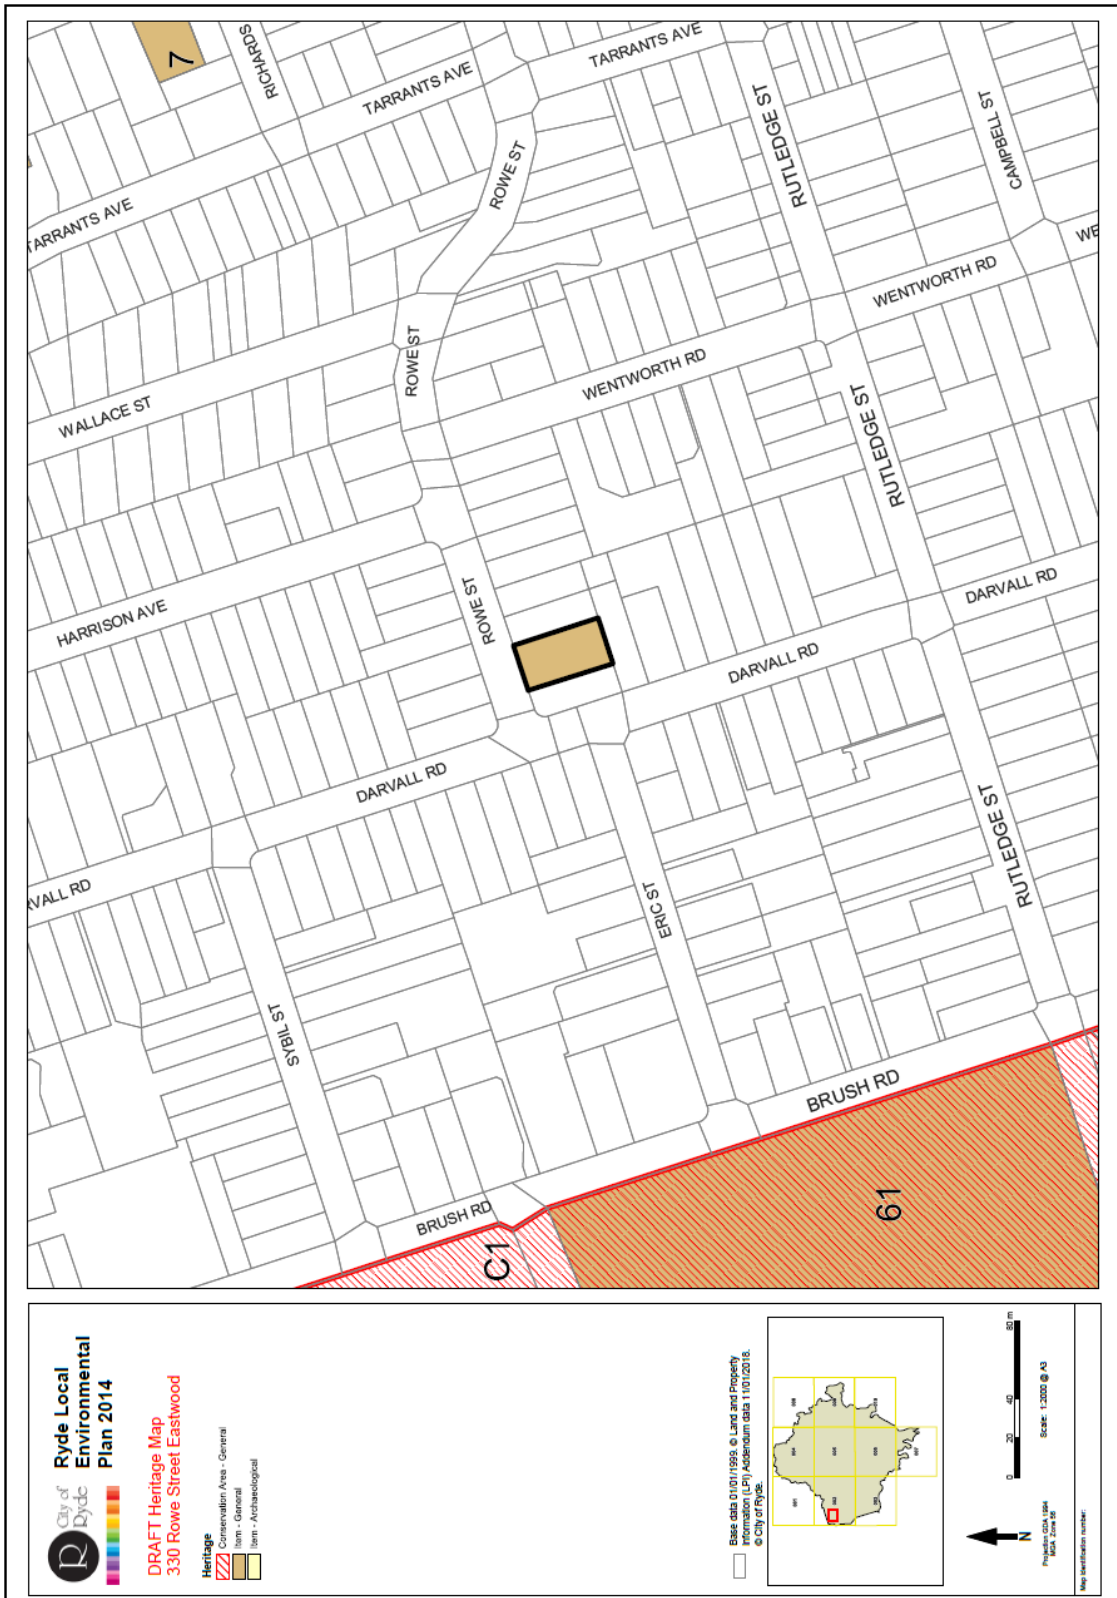 City of
Ryde
Ryde Local
Environmental
Plan 2014
DRAFT Heritage Map
330 Rowe Street Eastwood
Heritage
Conservation Area - General
Item - General
Item - Archaeological
Base data 01/01/1999. © Land and Property
Information (LPI) Addendum data 11/01/2018.
© City of Ryde.
N
Projection GDA 1994
MGA Zone 56
0 20 40 80 m
Scale: 1:2000 @ A3
Map identification number:
7
RICHARDS
TARRANTS AVE
TARRANTS AVE
TARRANTS AVE
ROWE ST
RUTLEDGE ST
CAMPBELL ST
WE
WENTWORTH RD
WALLACE ST
ROWE ST
WENTWORTH RD
RUTLEDGE ST
HARRISON AVE
ROWE ST
DARVALL RD
DARVALL RD
DARVALL RD
RVALL RD
ERIC ST
RUTLEDGE ST
SYBIL ST
BRUSH RD
BRUSH RD
C1
61